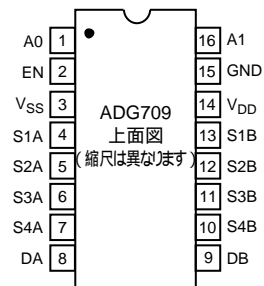 A0 1 16 A1
EN 2 15 GND
VSS 3 14 VDD
ADG709
S1A 4 13 S1B
上面図
S2A 5 12 S2B
(縮尺は異なります)
S3A 6 11 S3B
S4A 7 10 S4B
DA 8 9 DB